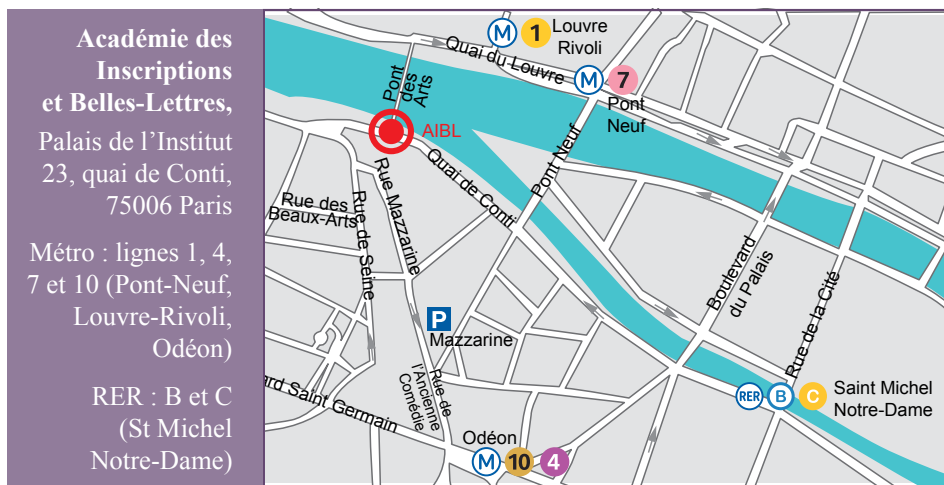 Académie des
Inscriptions
et Belles-Lettres,
Palais de l’Institut
23, quai de Conti,
75006 Paris
Métro : lignes 1, 4,
7 et 10 (Pont-Neuf,
Louvre-Rivoli,
Odéon)
RER : B et C
(St Michel
Notre-Dame)
M 1 Louvre
Rivoli
Quai du Louvre
M 7
Pont
Neuf
Pont
des
Arts
AIBL
Quai de Conti
Pont Neuf
Rue Mazzarine
Rue des
Beaux-Arts
Rue de Seine
Boulevard
du Palais
Rue de la Cité
P
Mazzarine
Rue de
l'Ancienne
Comédie
ard Saint Germain
RER B C Saint Michel
Notre-Dame
Odéon
M 10 4